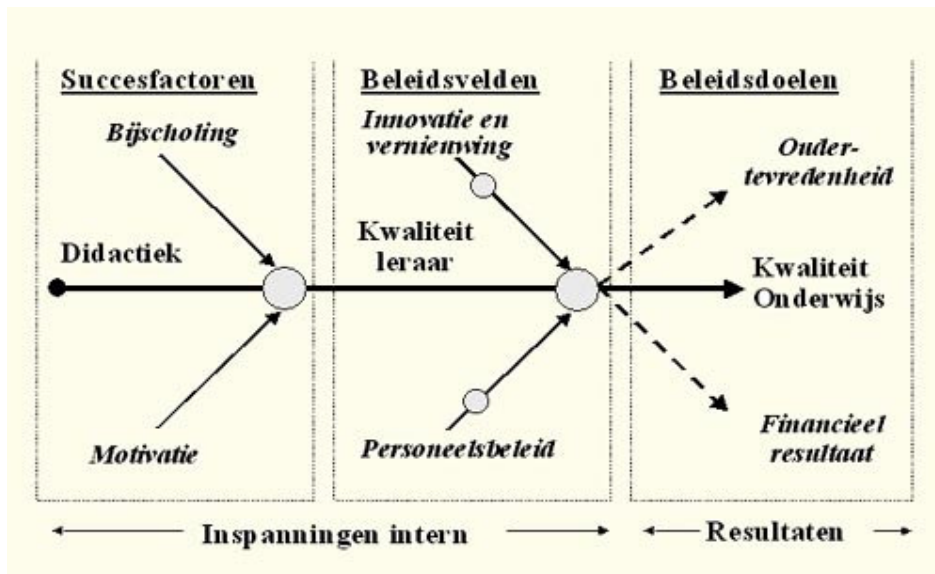 Succesfactoren
Bijscholing
Didactiek
Motivatie
Beleidsvelden
Innovatie en
vernieuwing
Kwaliteit
leraar
Personeelsbeleid
Beleidsdoelen
Ouder-
tevredenheid
Kwaliteit
Onderwijs
Financieel
resultaat
Inspanningen intern
Resultaten